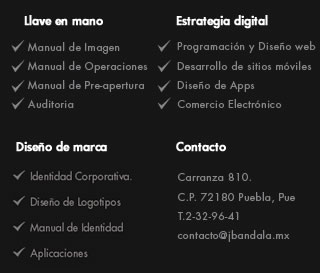 Llave en mano
Manual de Imagen
Manual de Operaciones
Manual de Pre-apertura
Auditoria
Estrategia digital
Programación y Diseño web
Desarrollo de sitios móviles
Diseño de Apps
Comercio Electrónico
Diseño de marca
Identidad Corporativa.
Diseño de Logotipos
Manual de Identidad
Aplicaciones
Contacto
Carranza 810.
C.P. 72180 Puebla, Pue
T.2-32-96-41
contacto@jbandala.mx